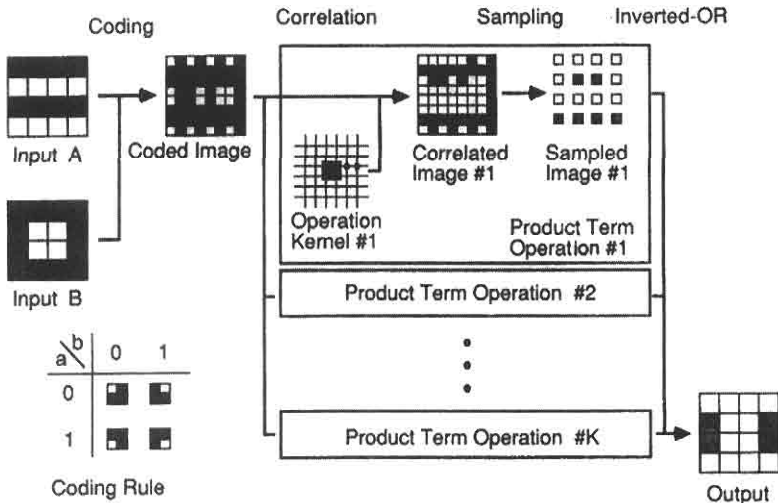 Coding
Correlation
Sampling
Inverted-OR
Input A
Coded Image
Correlated
Image #1
Sampled
Image #1
Operation
Kernel #1
Product Term
Operation #1
Input B
Product Term Operation #2
a b 0 1
0
1
Product Term Operation #K
Coding Rule
Output